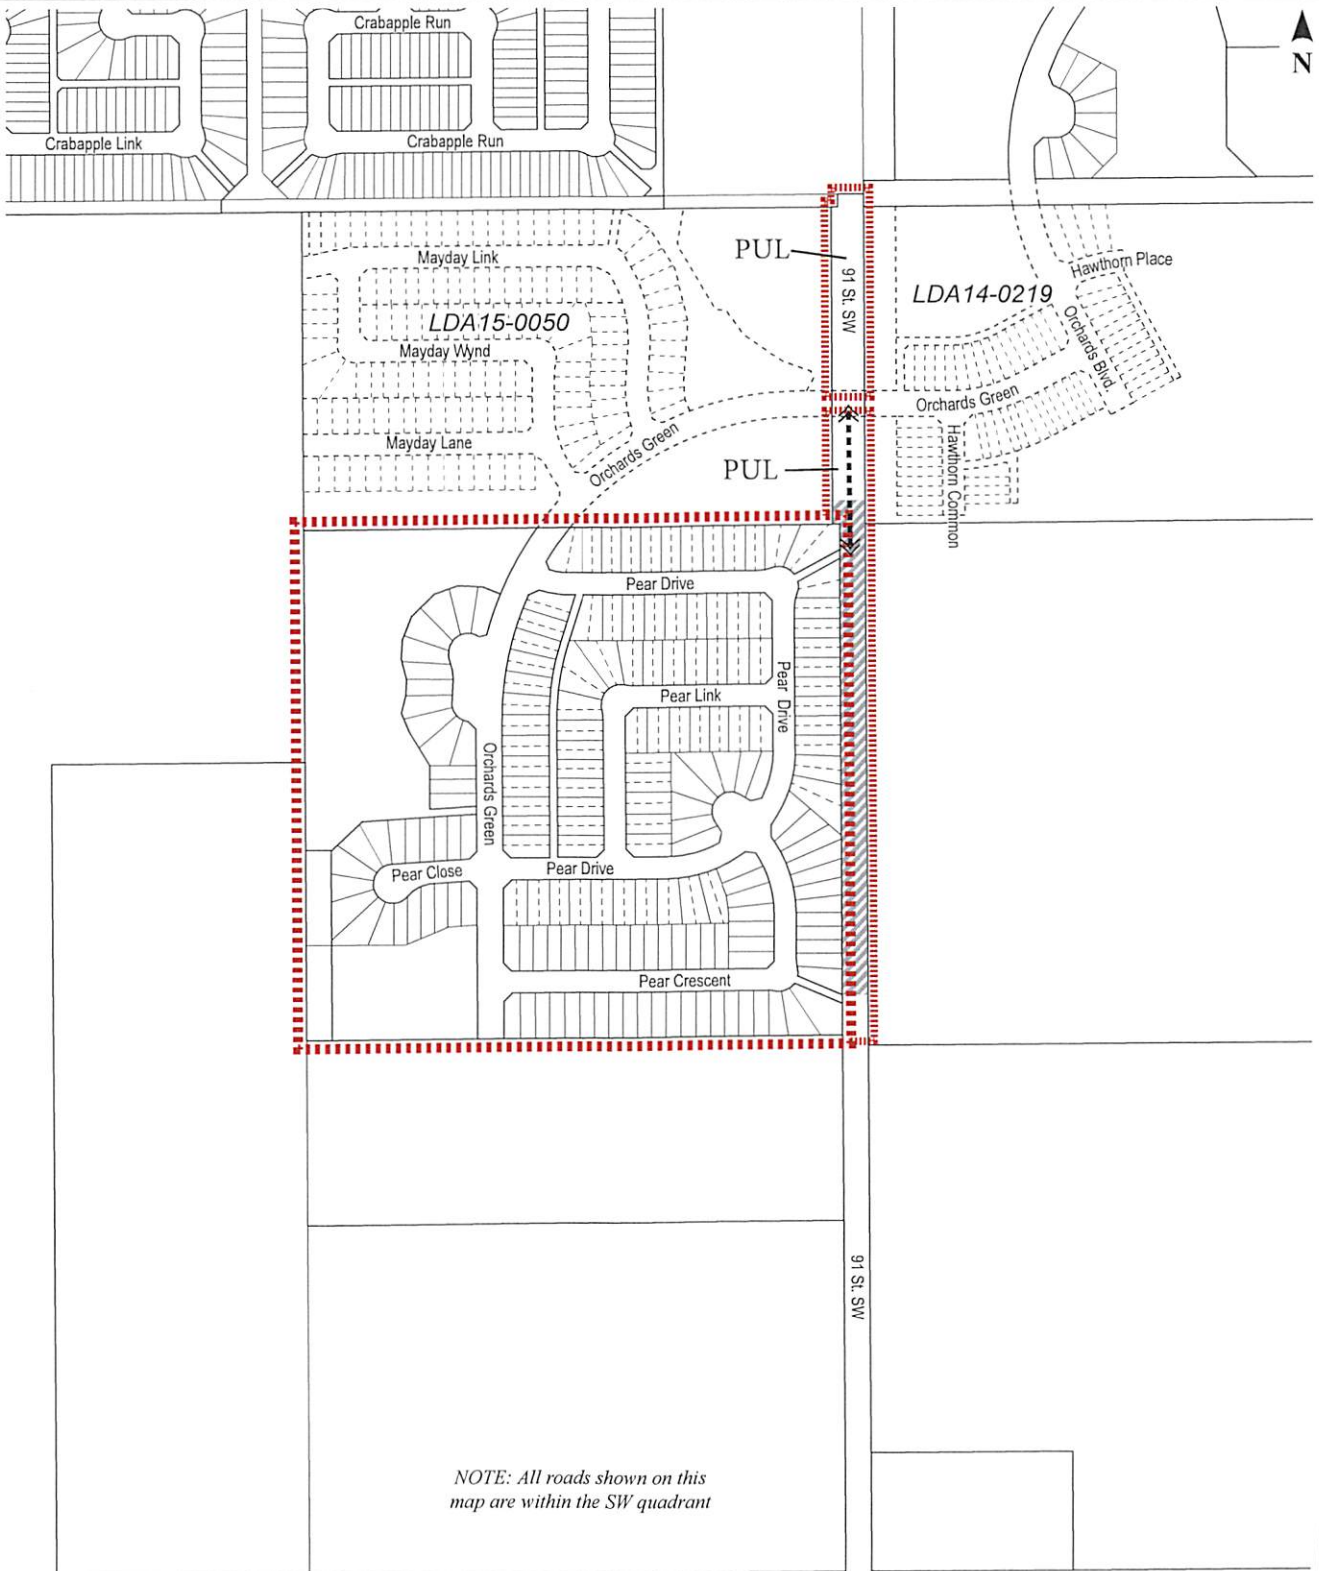 Crabapple Run
N
Crabapple Link
Crabapple Run
PUL
Mayday Link
Hawthorn Place
91 St. SW
LDA14-0219
LDA15-0050
Orchards Blvd.
Mayday Wynd
Orchards Green
Mayday Lane
Orchards Green
Hawthorn Common
PUL
Pear Drive
Pear Link
Pear Drive
Orchards Green
Pear Close
Pear Drive
Pear Crescent
91 St. SW
NOTE: All roads shown on this
map are within the SW quadrant